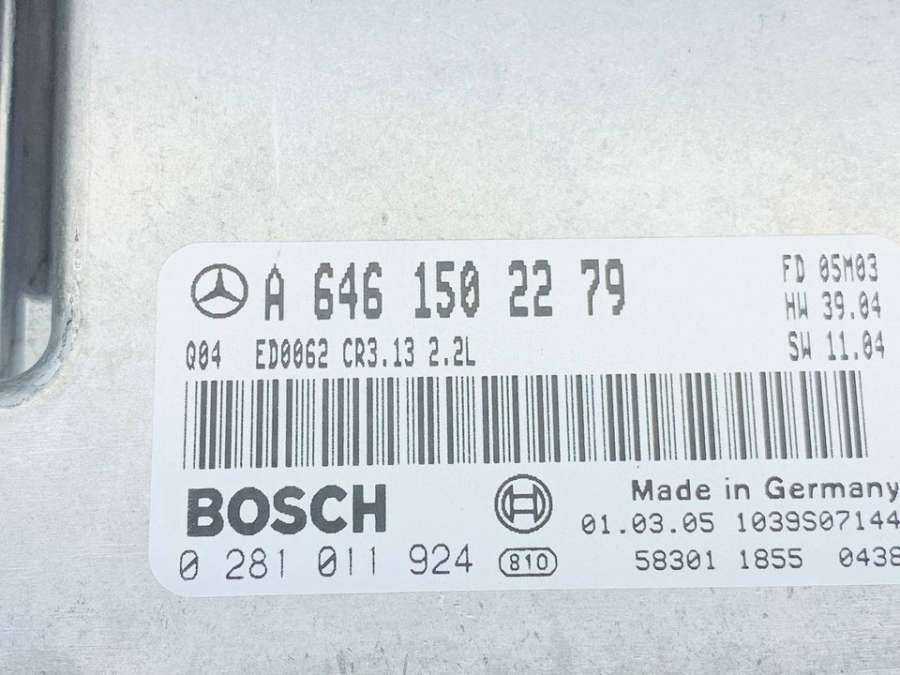 A 646 150 22 79
FD 05M03
HW 39.04
Q04 ED0062 CR3.13 2.2L
SW 11.04
BOSCH
Made in Germany
01.03.05 1039S07144
0 281 011 924
810
58301 1855 0438